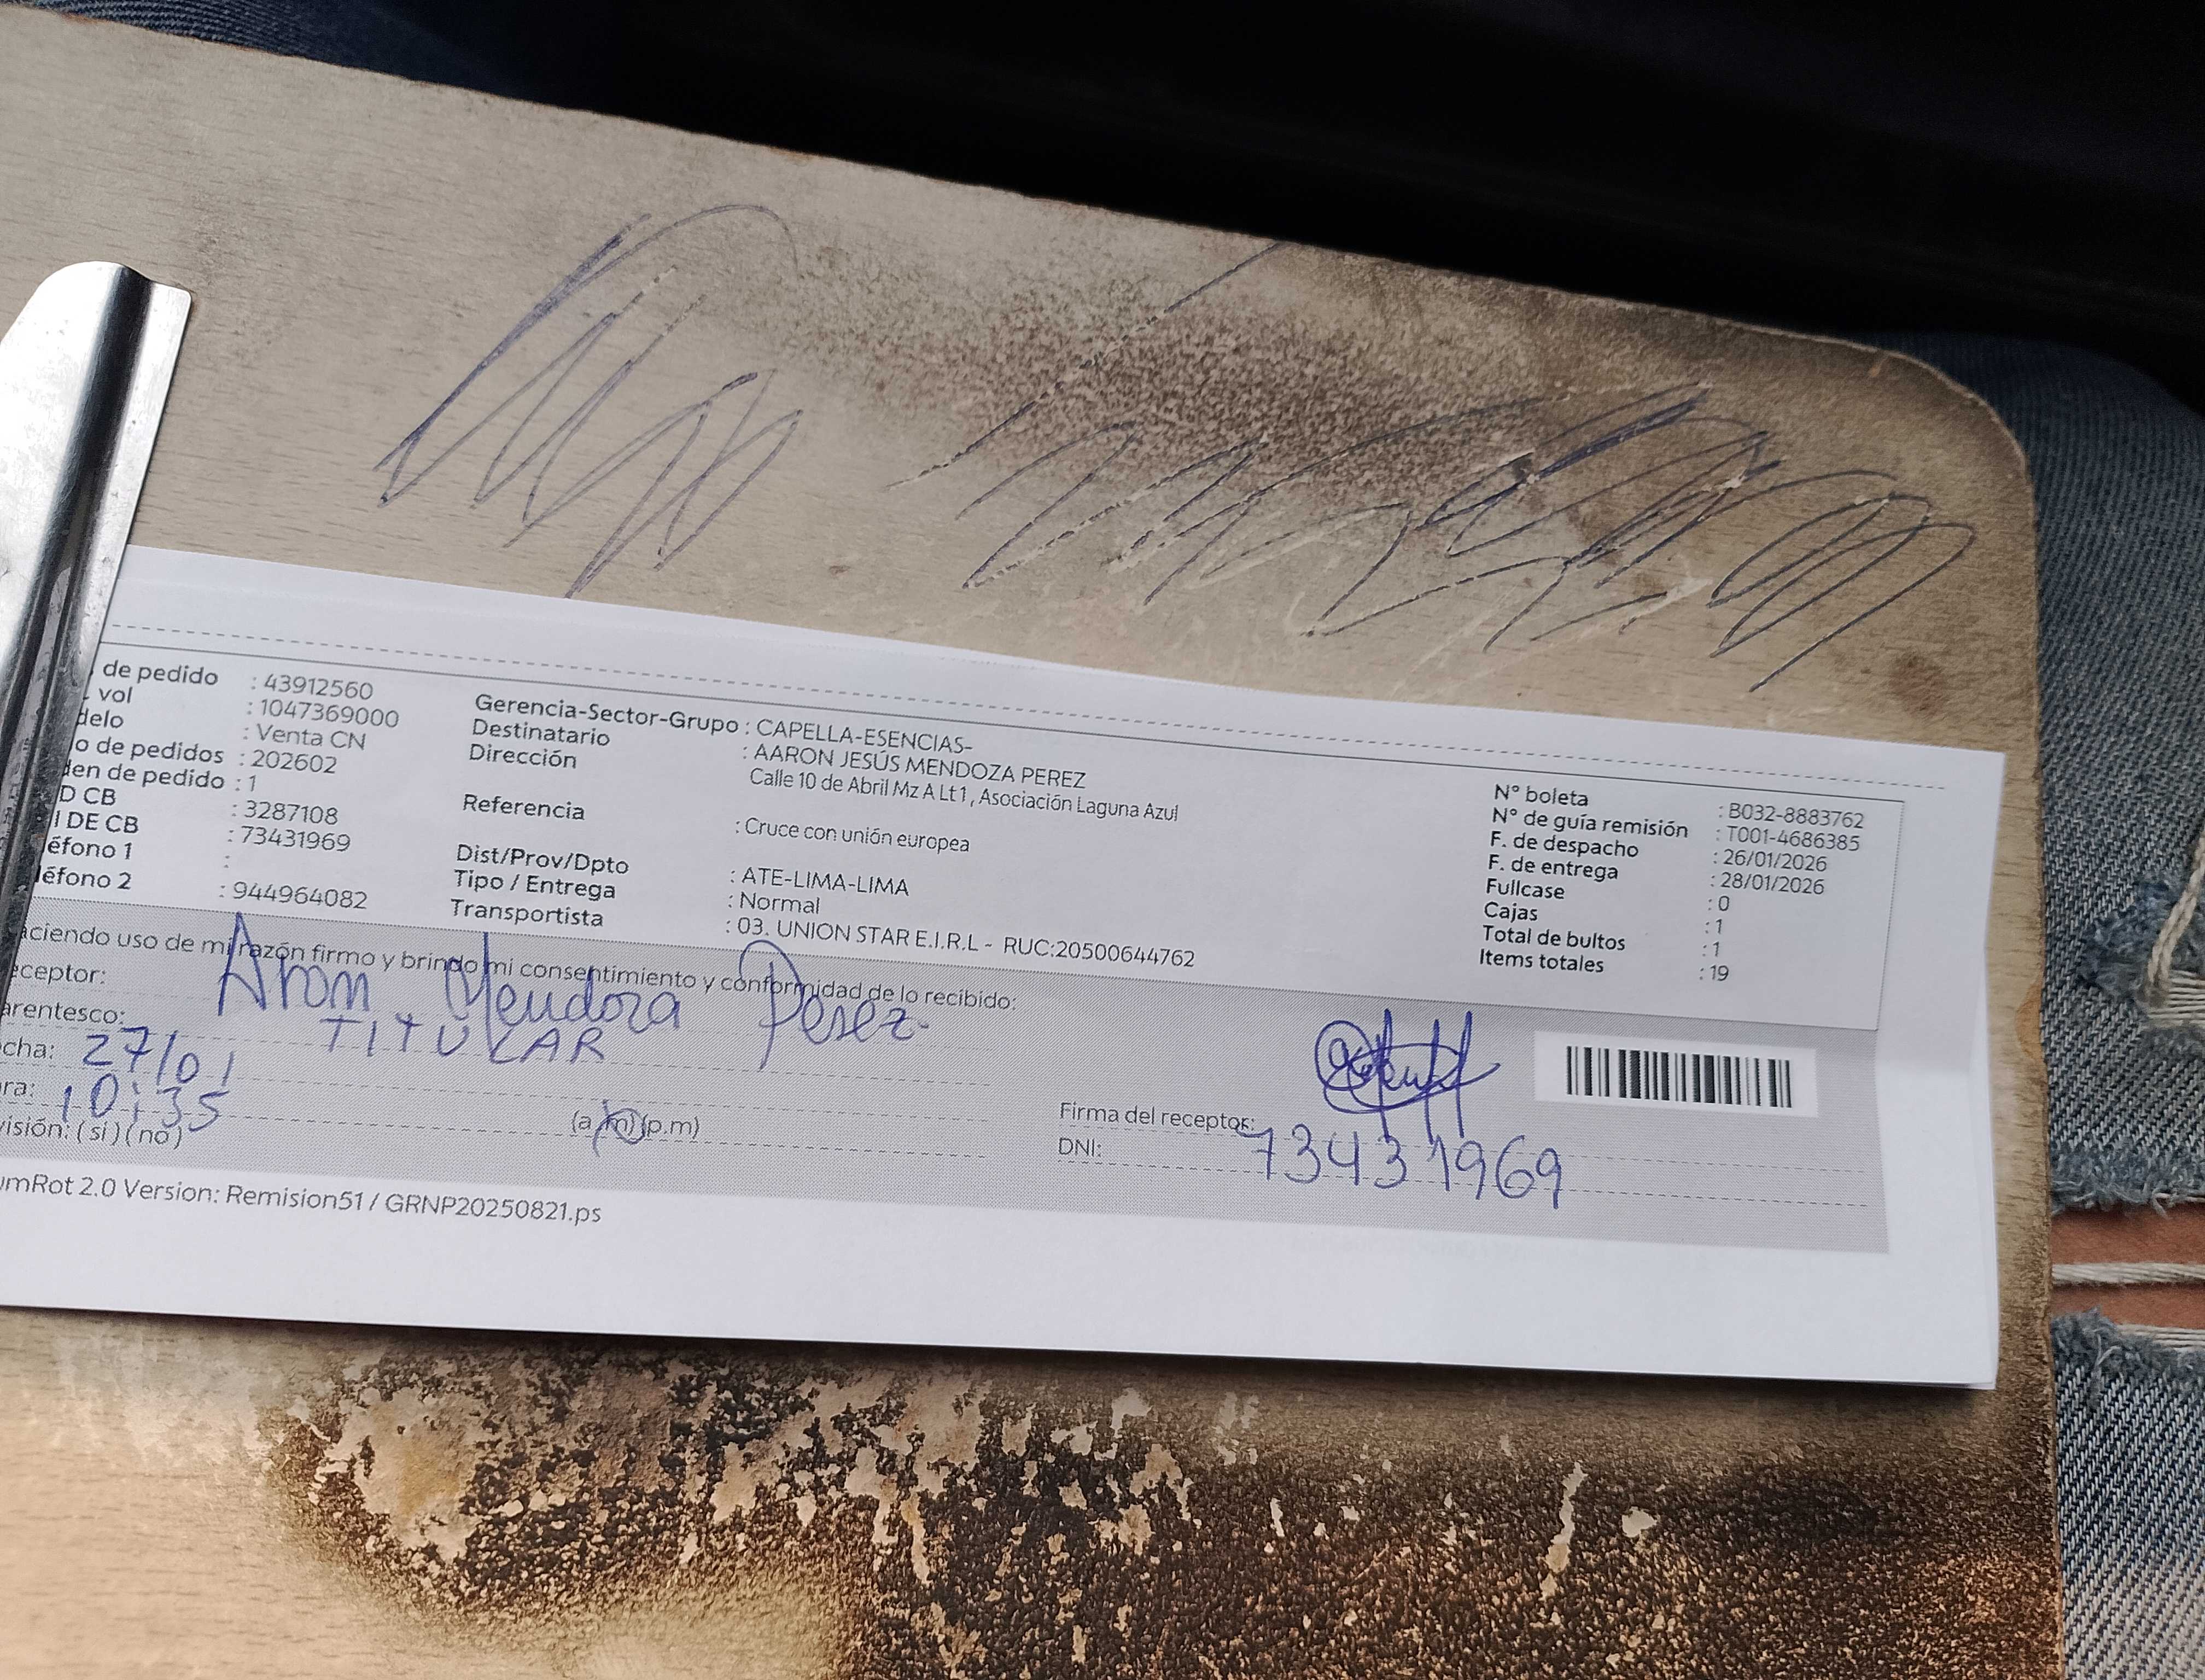 . de pedido : 43912560
. vol : 1047369000
delo : Venta CN
o de pedidos : 202602
den de pedido : 1
D CB : 3287108
I DE CB : 73431969
éfono 1 :
léfono 2 : 944964082
Gerencia-Sector-Grupo : CAPELLA-ESENCIAS-
Destinatario : AARON JESÚS MENDOZA PEREZ
Dirección Calle 10 de Abril Mz A Lt 1 , Asociación Laguna Azul
Referencia : Cruce con unión europea
Dist/Prov/Dpto : ATE-LIMA-LIMA
Tipo / Entrega : Normal
Transportista : 03. UNION STAR E.I.R.L - RUC:20500644762
N° boleta : B032-8883762
N° de guía remisión : T001-4686385
F. de despacho : 26/01/2026
F. de entrega : 28/01/2026
Fullcase : 0
Cajas : 1
Total de bultos : 1
Items totales : 19
aciendo uso de mi razón firmo y brindo mi consentimiento y conformidad de lo recibido:
eceptor: Aron Mendoza Perez
arentesco: TITULAR
cha: 27/01
ra: 10:35 (a.m) (p.m)
visión: ( si ) ( no )
Firma del receptor:
DNI: 73431969
umRot 2.0 Version: Remision51 / GRNP20250821.ps